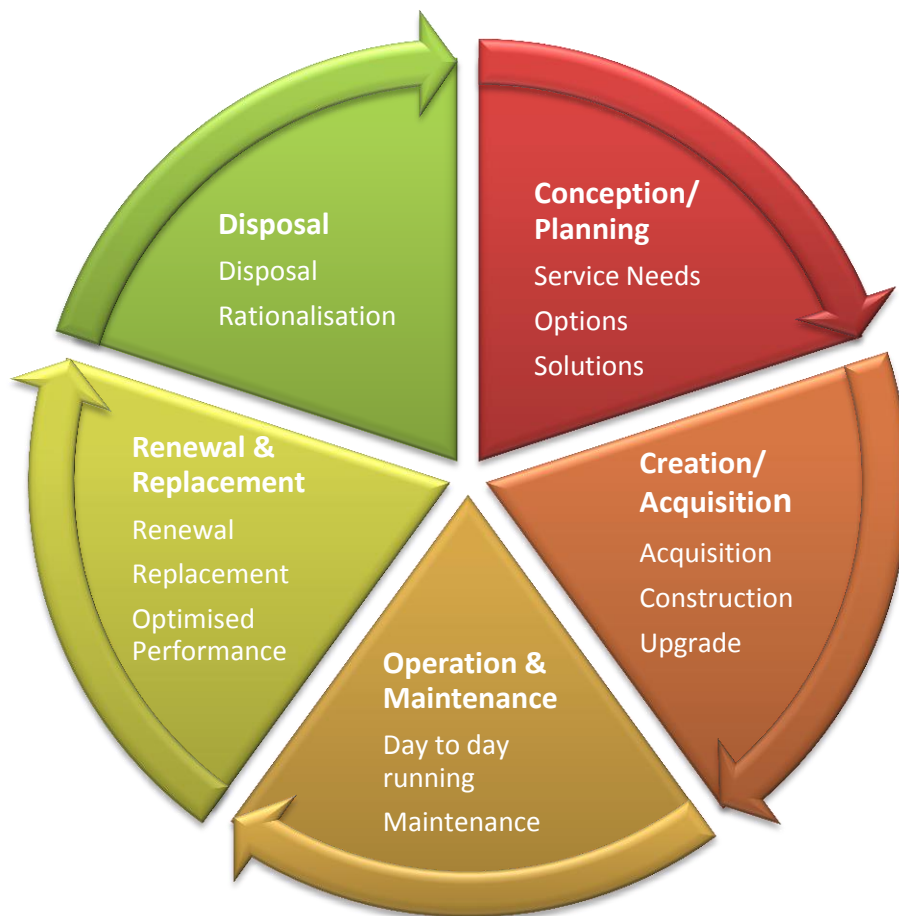 Conception/
Planning
Service Needs
Options
Solutions
Creation/
Acquisition
Acquisition
Construction
Upgrade
Operation &
Maintenance
Day to day
running
Maintenance
Renewal &
Replacement
Renewal
Replacement
Optimised
Performance
Disposal
Disposal
Rationalisation